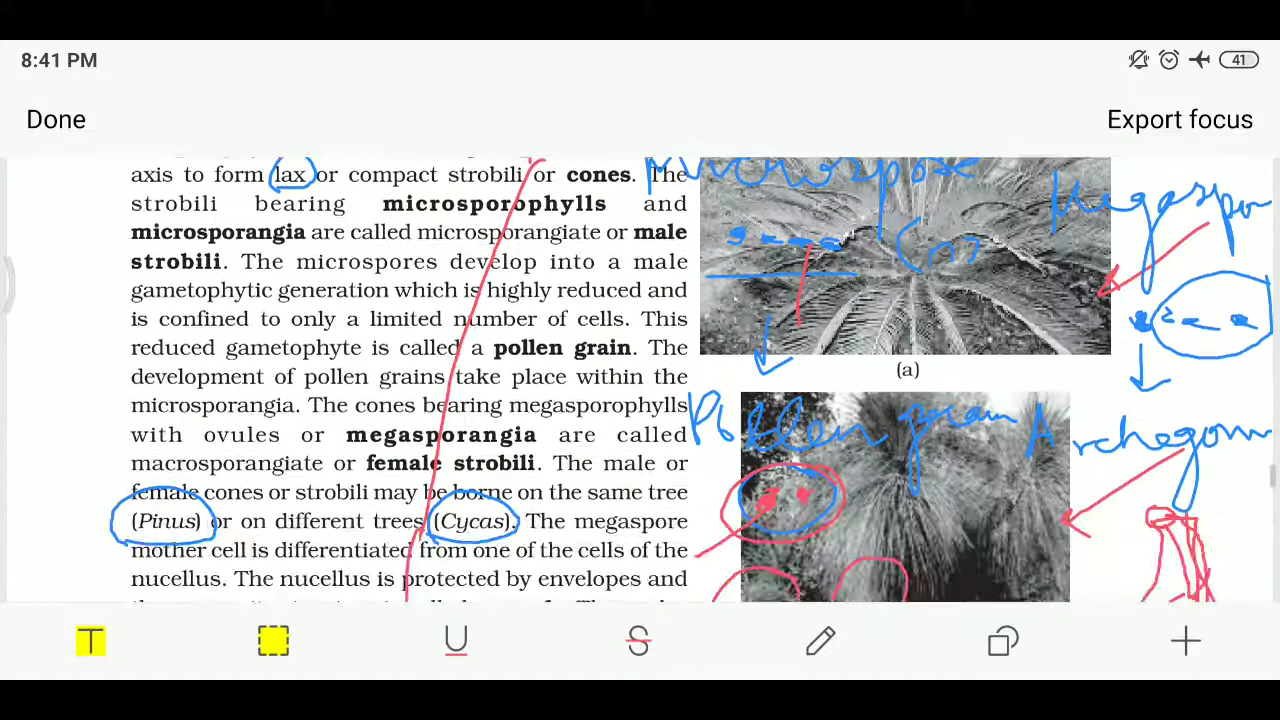 8:41 PM
41
Done
Export focus
axis to form lax or compact strobili or cones. The
strobili bearing microsporophylls and
microsporangia are called microsporangiate or male
strobili. The microspores develop into a male
gametophytic generation which is highly reduced and
is confined to only a limited number of cells. This
reduced gametophyte is called a pollen grain. The
development of pollen grains take place within the
microsporangia. The cones bearing megasporophylls
with ovules or megasporangia are called
macrosporangiate or female strobili. The male or
female cones or strobili may be borne on the same tree
(Pinus) or on different trees (Cycas). The megaspore
mother cell is differentiated from one of the cells of the
nucellus. The nucellus is protected by envelopes and
Microspore
(n)
Megaspor
(a)
Pollen grain
Archegoni
T
U
S